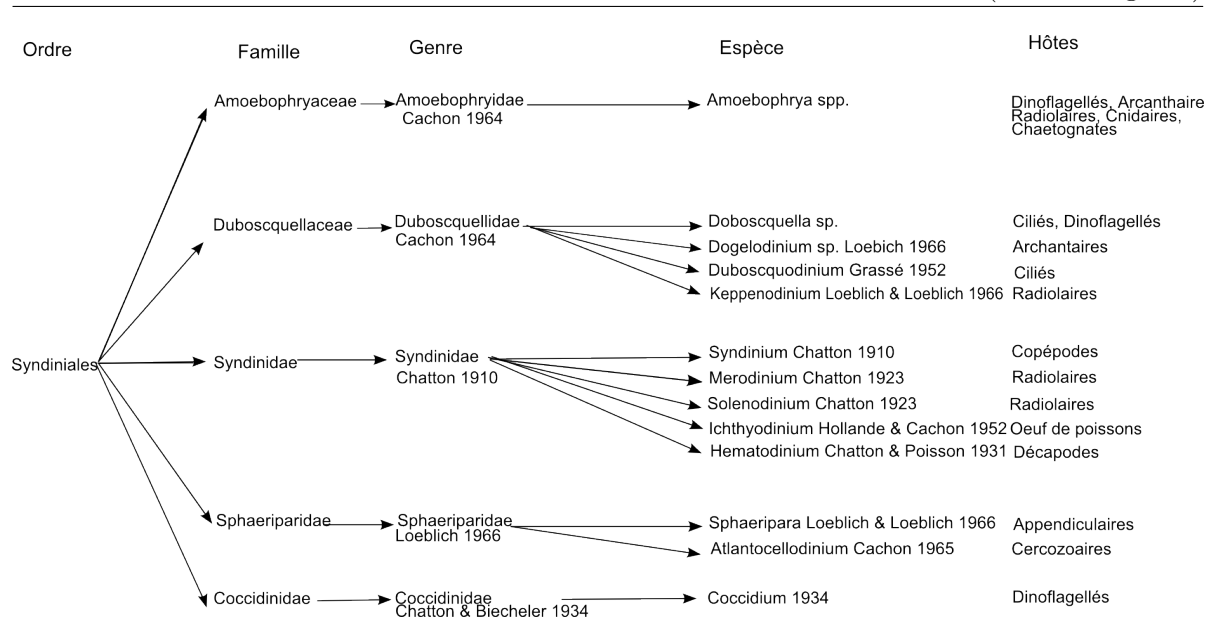 Ordre Famille Genre Espèce Hôtes
Amoebophryaceae Amoebophryidae Amoebophrya spp. Dinoflagellés, Arcanthaire
Cachon 1964 Radiolaires, Cnidaires,
Chaetognates
Duboscquellaceae Duboscquellidae Doboscquella sp. Ciliés, Dinoflagellés
Cachon 1964 Dogelodinium sp. Loebich 1966 Archantaires
Duboscquodinium Grassé 1952 Ciliés
Keppenodinium Loeblich & Loeblich 1966 Radiolaires
Syndiniales Syndinidae Syndinidae Syndinium Chatton 1910 Copépodes
Chatton 1910 Merodinium Chatton 1923 Radiolaires
Solenodinium Chatton 1923 Radiolaires
Ichthyodinium Hollande & Cachon 1952 Oeuf de poissons
Hematodinium Chatton & Poisson 1931 Décapodes
Sphaeriparidae Sphaeriparidae Sphaeripara Loeblich & Loeblich 1966 Appendiculaires
Loeblich 1966 Atlantocellodinium Cachon 1965 Cercozoaires
Coccidinidae Coccidinidae Coccidium 1934 Dinoflagellés
Chatton & Biecheler 1934